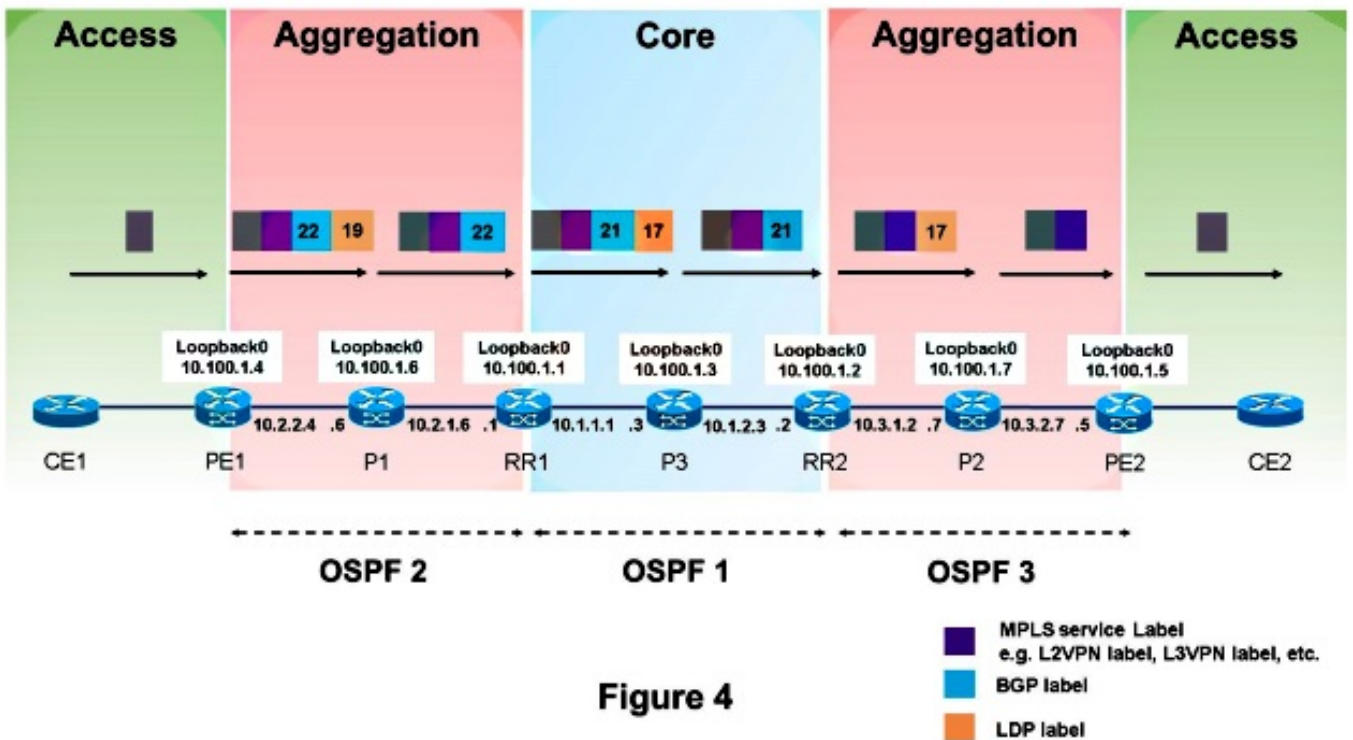 Access Aggregation Core Aggregation Access
22 19 22 21 17 21 17
Loopback0 Loopback0 Loopback0 Loopback0 Loopback0 Loopback0 Loopback0
10.100.1.4 10.100.1.6 10.100.1.1 10.100.1.3 10.100.1.2 10.100.1.7 10.100.1.5
10.2.2.4 .6 10.2.1.6 .1 10.1.1.1 .3 10.1.2.3 .2 10.3.1.2 .7 10.3.2.7 .5
CE1 PE1 P1 RR1 P3 RR2 P2 PE2 CE2
OSPF 2 OSPF 1 OSPF 3
MPLS service Label
e.g. L2VPN label, L3VPN label, etc.
BGP label
LDP label
Figure 4